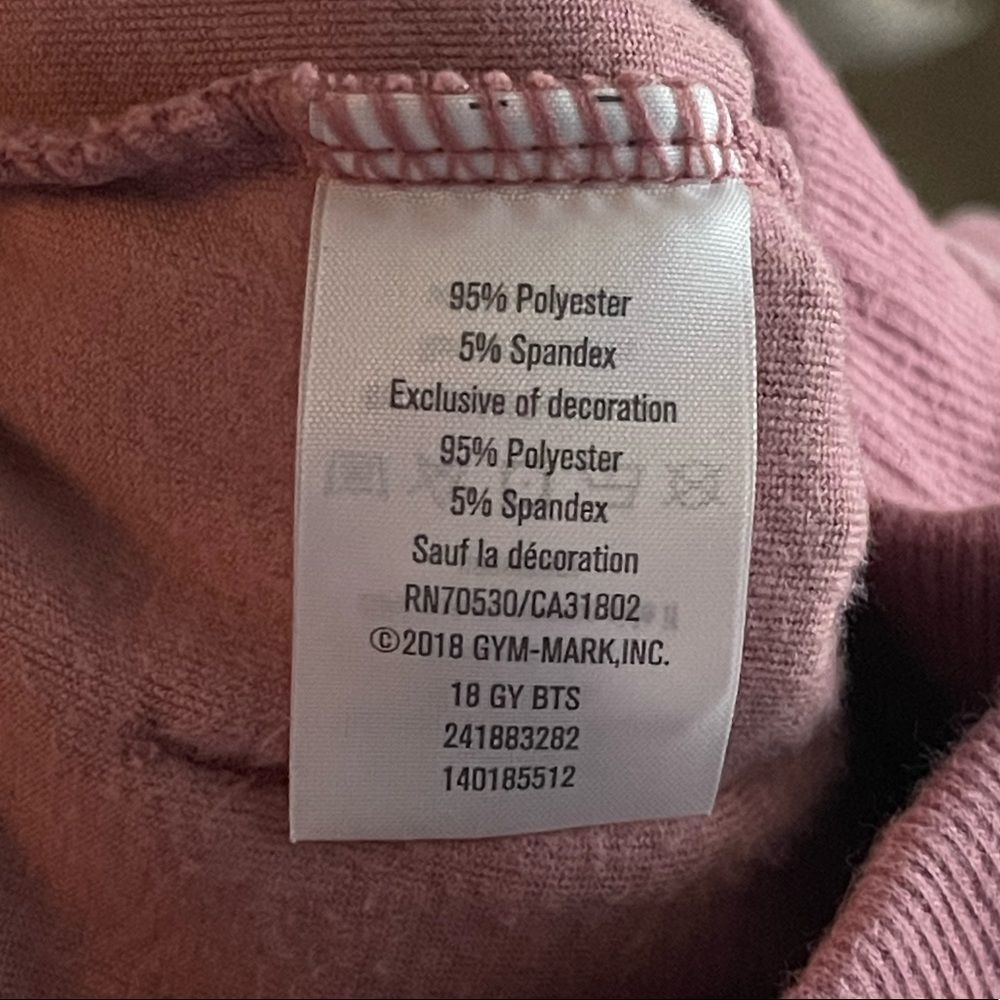 95% Polyester
5% Spandex
Exclusive of decoration
95% Polyester
5% Spandex
Sauf la décoration
RN70530/CA31802
©2018 GYM-MARK,INC.
18 GY BTS
241883282
140185512